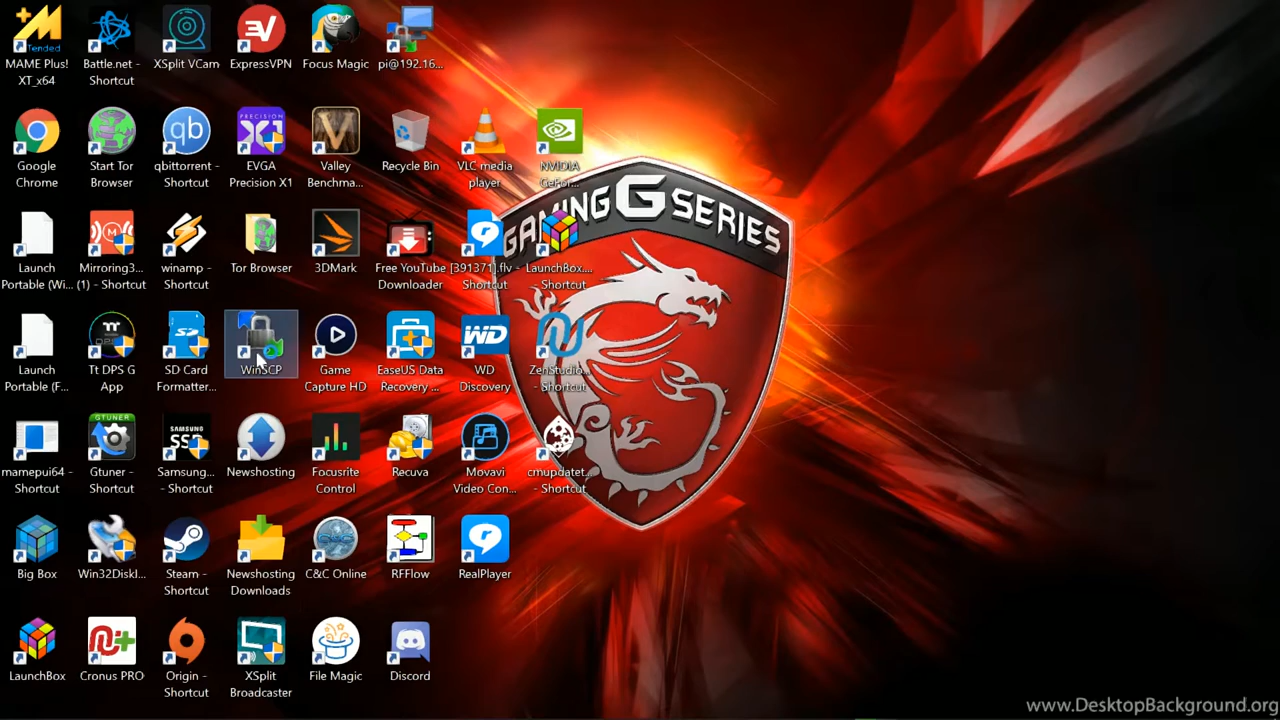 MAME Plus!
XT_x64
Battle.net -
Shortcut
XSplit VCam
ExpressVPN
Focus Magic
pi@192.16...
Google
Chrome
Start Tor
Browser
qbittorrent -
Shortcut
EVGA
Precision X1
Valley
Benchma...
Recycle Bin
VLC media
player
NVIDIA
GeFor...
Launch
Portable (Wi...
Mirroring3...
(1) - Shortcut
winamp -
Shortcut
Tor Browser
3DMark
Free YouTube
Downloader
[391371].flv -
Shortcut
LaunchBox...
- Shortcut
GAMING G SERIES
Launch
Portable (F...
Tt DPS G
App
SD Card
Formatter...
WinSCP
Game
Capture HD
EaseUS Data
Recovery ...
WD
Discovery
ZenStudio...
- Shortcut
mamepui64 -
Shortcut
Gtuner -
Shortcut
Samsung...
- Shortcut
Newshosting
Focusrite
Control
Recuva
Movavi
Video Con...
cmupdatet...
- Shortcut
Big Box
Win32DiskI...
Steam -
Shortcut
Newshosting
Downloads
C&C Online
RFFlow
RealPlayer
LaunchBox
Cronus PRO
Origin -
Shortcut
XSplit
Broadcaster
File Magic
Discord
www.DesktopBackground.org